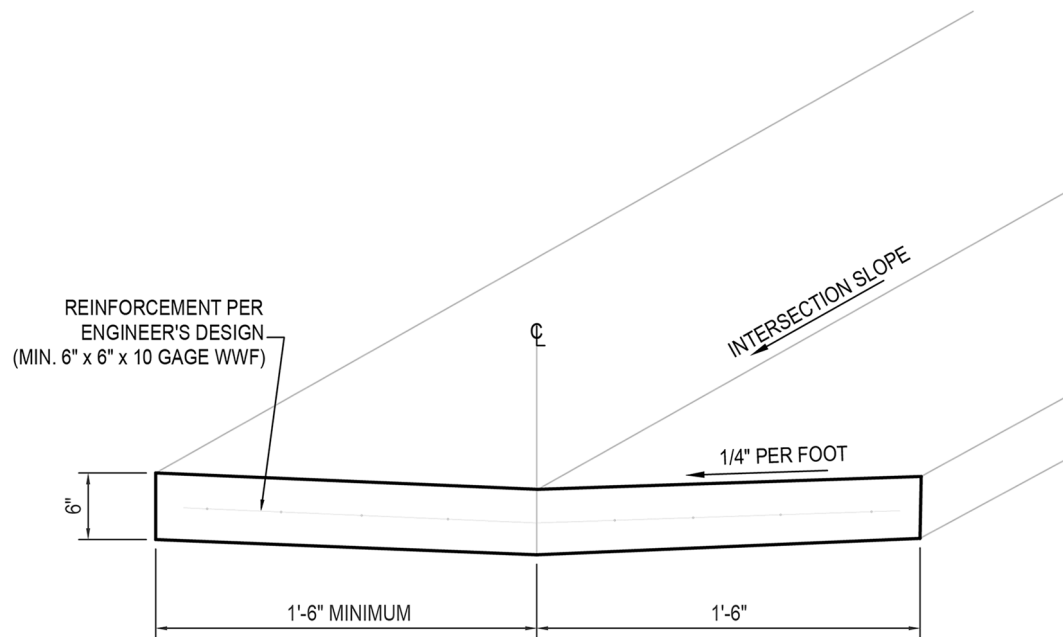 REINFORCEMENT PER
ENGINEER'S DESIGN
(MIN. 6" x 6" x 10 GAGE WWF)
℄
INTERSECTION SLOPE
1/4" PER FOOT
6"
1'-6" MINIMUM
1'-6"